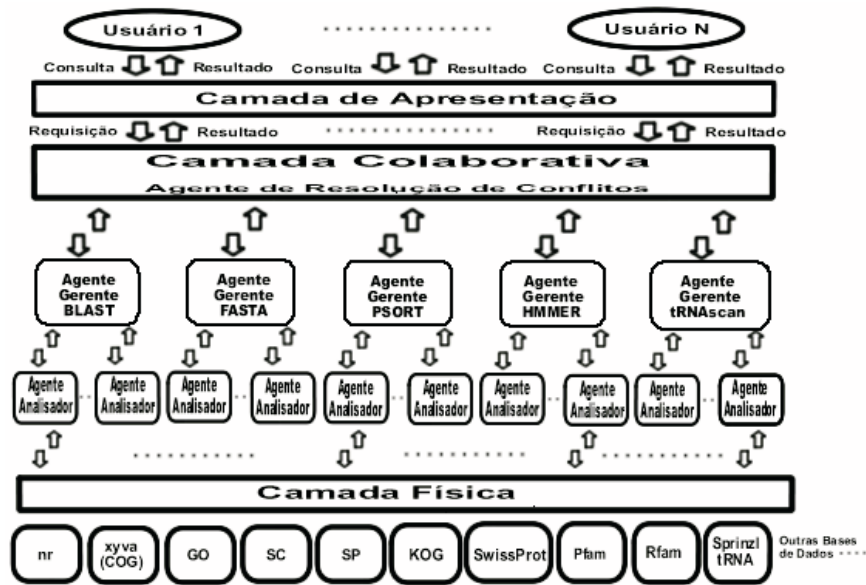 Usuário 1
Usuário N
Consulta Resultado Consulta Resultado Consulta Resultado
Camada de Apresentação
Requisição Resultado Requisição Resultado
Camada Colaborativa
Agente de Resolução de Conflitos
Agente
Gerente
BLAST
Agente
Gerente
FASTA
Agente
Gerente
PSORT
Agente
Gerente
HMMER
Agente
Gerente
tRNAscan
Agente
Analisador
Agente
Analisador
Agente
Analisador
Agente
Analisador
Agente
Analisador
Agente
Analisador
Agente
Analisador
Agente
Analisador
Agente
Analisador
Agente
Analisador
Camada Física
nr
xyva
(COG)
GO
SC
SP
KOG
SwissProt
Pfam
Rfam
Sprinzl
tRNA
Outras Bases
de Dados